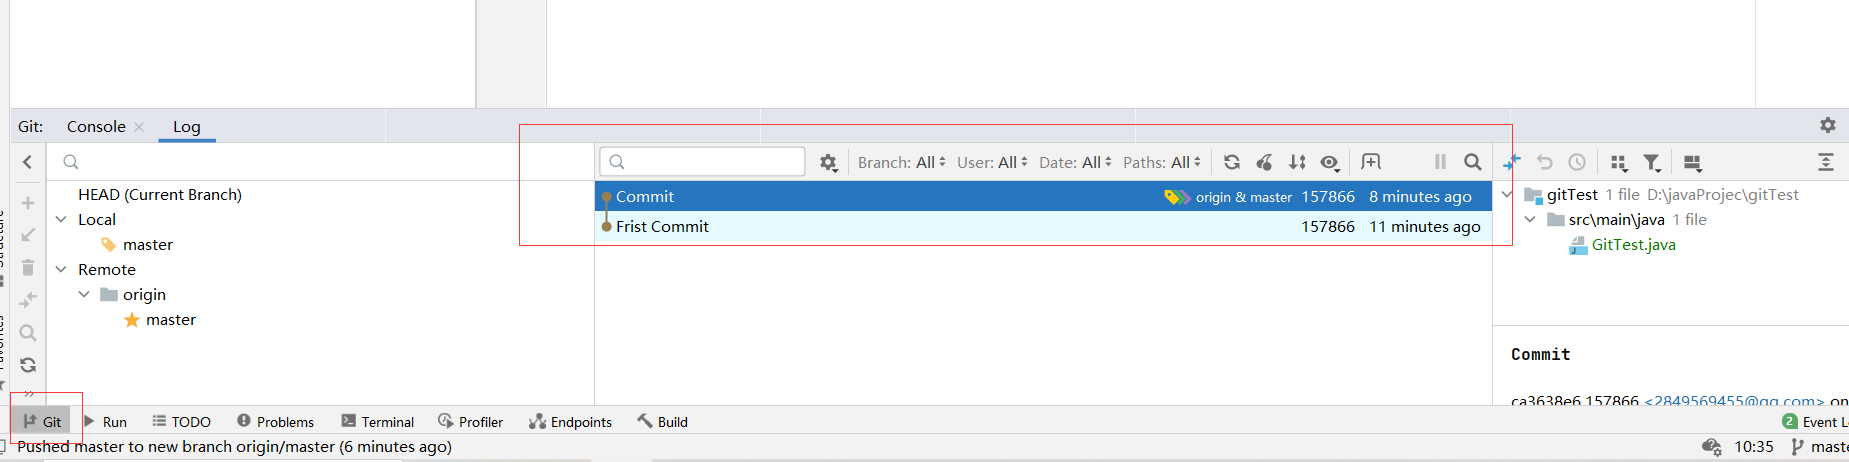 Git: Console Log
Branch: All User: All Date: All Paths: All
HEAD (Current Branch)
Local
master
Remote
origin
master
Commit origin & master 157866 8 minutes ago
Frist Commit 157866 11 minutes ago
gitTest 1 file D:\javaProjec\gitTest
src\main\java 1 file
GitTest.java
Commit
ca3638e6 157866 <2849569455@qq.com> on
Structure
Favorites
Git Run TODO Problems Terminal Profiler Endpoints Build 2 Event L
Pushed master to new branch origin/master (6 minutes ago) 10:35 maste